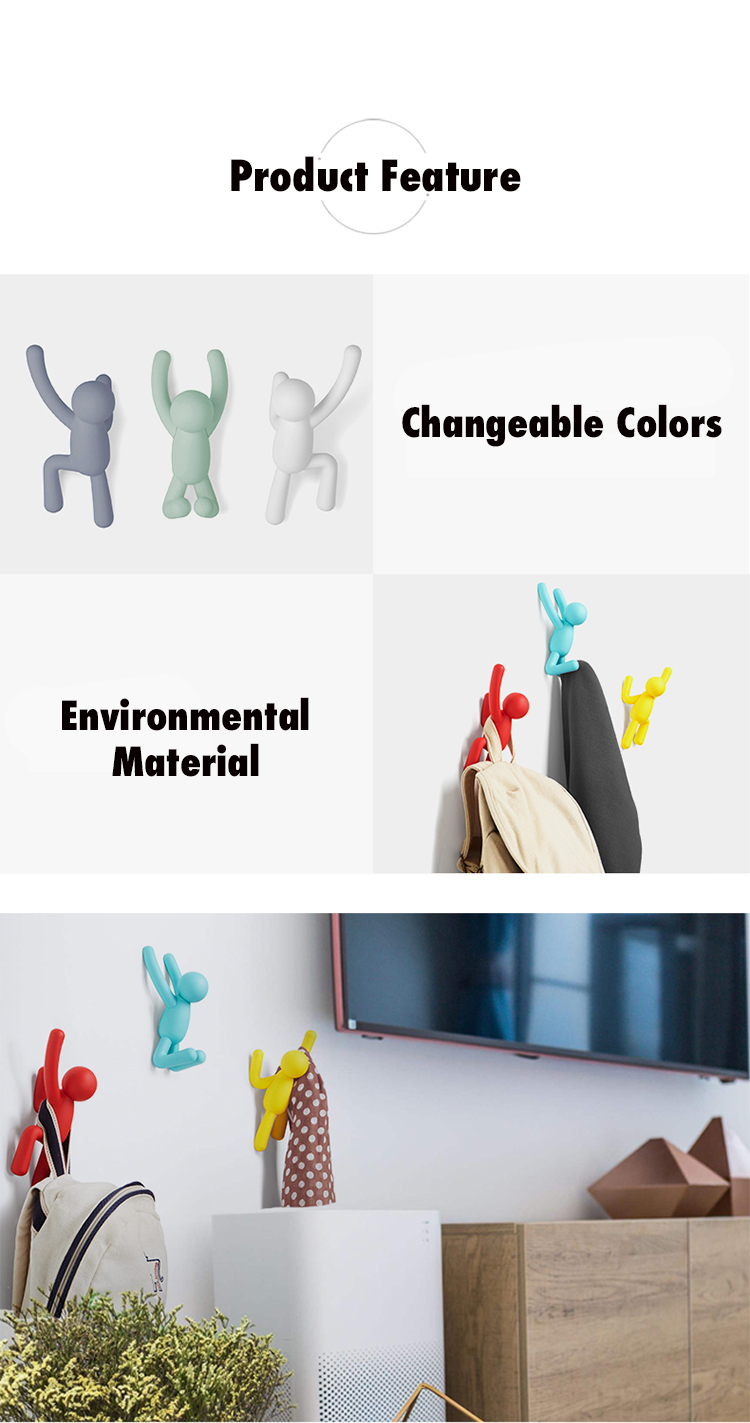 Product Feature
Changeable Colors
Environmental
Material